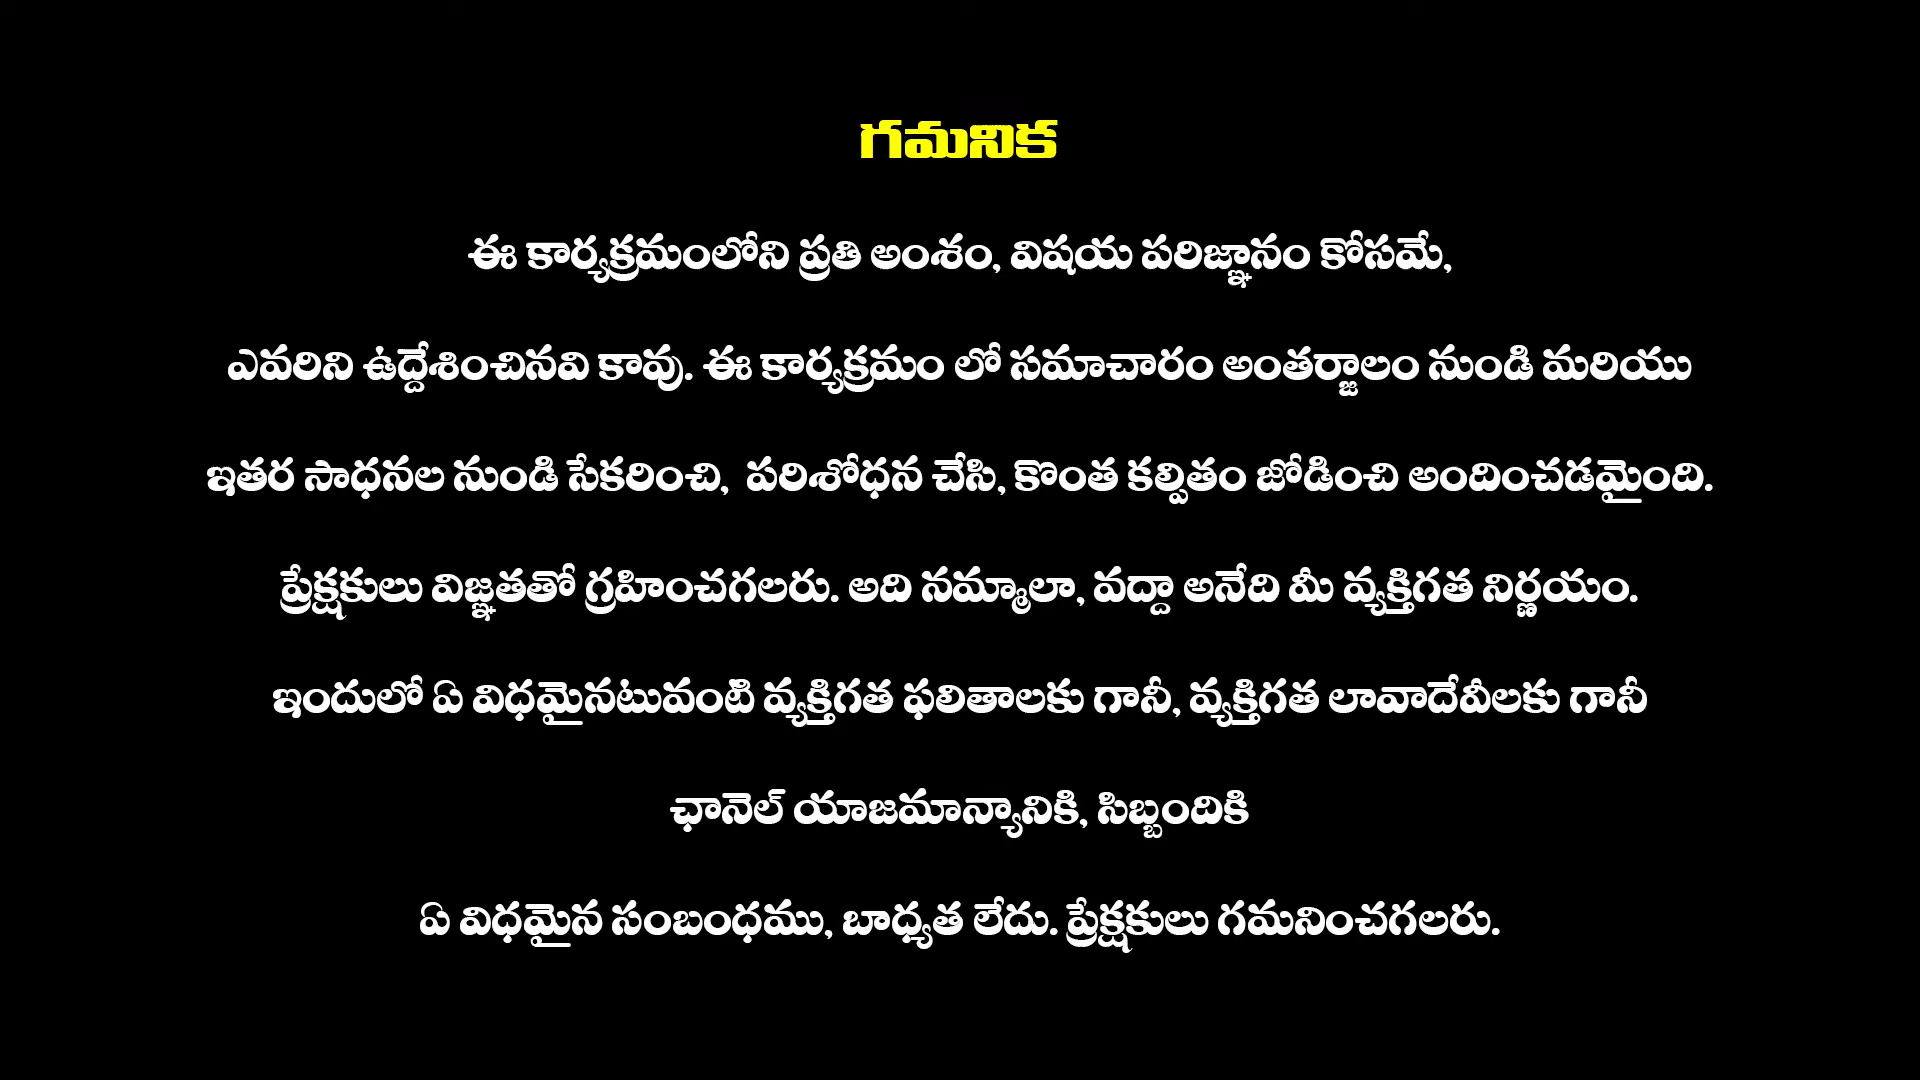 గమనిక
ఈ కార్యక్రమంలోని ప్రతి అంశం, విషయ పరిజ్ఞానం కోసమే,
ఎవరిని ఉద్దేశించినవి కావు. ఈ కార్యక్రమం లో సమాచారం అంతర్జాలం నుండి మరియు
ఇతర సాధనల నుండి సేకరించి, పరిశోధన చేసి, కొంత కల్పితం జోడించి అందించడమైంది.
ప్రేక్షకులు విజ్ఞతతో గ్రహించగలరు. అది నమ్మాలా, వద్దా అనేది మీ వ్యక్తిగత నిర్ణయం.
ఇందులో ఏ విధమైనటువంటి వ్యక్తిగత ఫలితాలకు గానీ, వ్యక్తిగత లావాదేవీలకు గానీ
ఛానెల్ యాజమాన్యానికి, సిబ్బందికి
ఏ విధమైన సంబంధము, బాధ్యత లేదు. ప్రేక్షకులు గమనించగలరు.